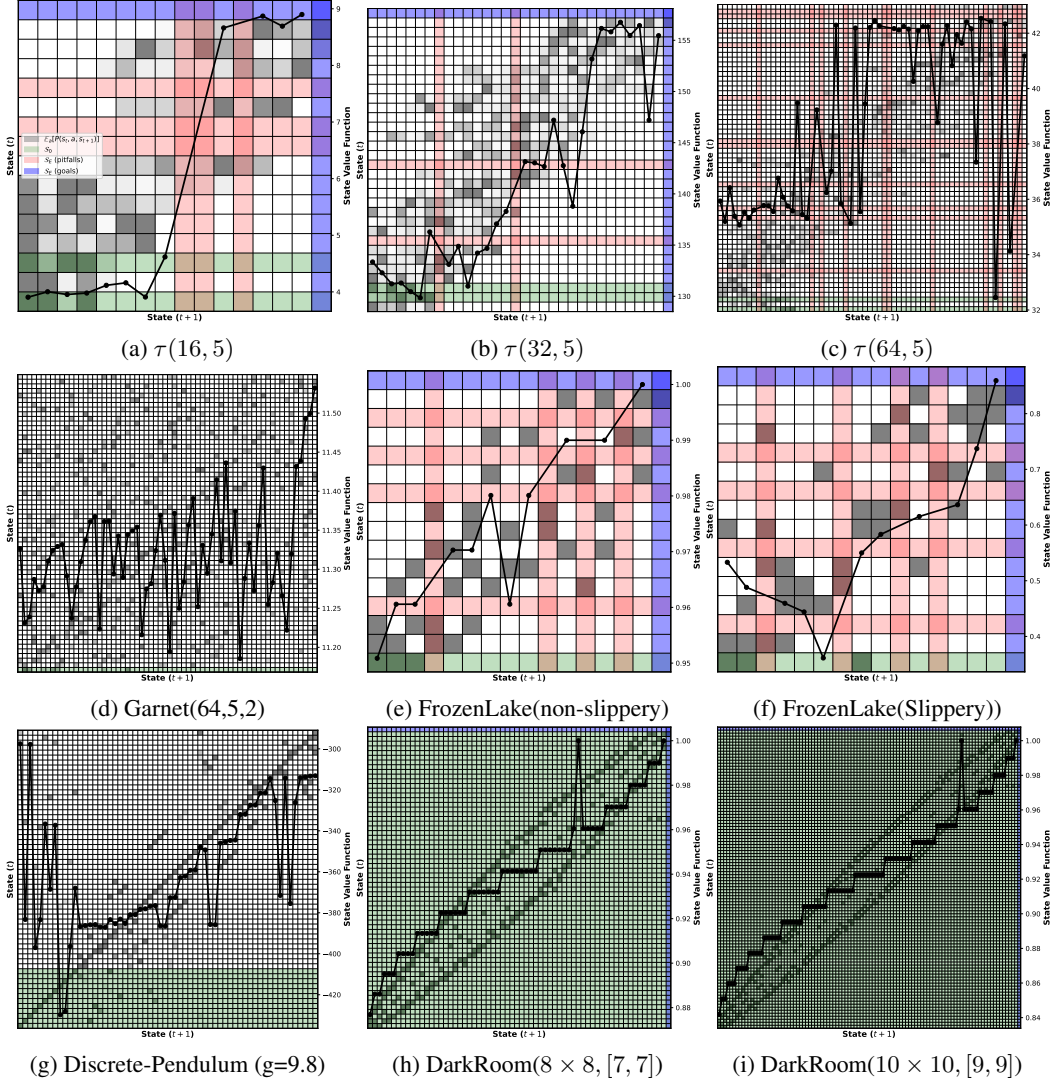 9
8
7
6
5
4
State (t)
State Value Function
State (t + 1)
E_a[P(s_t, a, s_{t+1})]
S_0
S_E (pitfalls)
S_E (goals)
(a) τ(16, 5)
155
150
145
140
135
130
State (t)
State Value Function
State (t + 1)
(b) τ(32, 5)
42
40
38
36
34
32
State (t)
State Value Function
State (t + 1)
(c) τ(64, 5)
State (t)
11.50
11.45
11.40
11.35
11.30
11.25
11.20
State (t)
State Value Function
State (t + 1)
(d) Garnet(64,5,2)
1.00
0.99
0.98
0.97
0.96
0.95
State (t)
State Value Function
State (t + 1)
(e) FrozenLake(non-slippery)
0.8
0.7
0.6
0.5
0.4
State (t)
State Value Function
State (t + 1)
(f) FrozenLake(Slippery))
State (t)
−300
−320
−340
−360
−380
−400
−420
State (t)
State Value Function
State (t + 1)
(g) Discrete-Pendulum (g=9.8)
1.00
0.98
0.96
0.94
0.92
0.90
0.88
State (t)
State Value Function
State (t + 1)
(h) DarkRoom(8 × 8, [7, 7])
1.00
0.98
0.96
0.94
0.92
0.90
0.88
0.86
0.84
State Value Function
State (t + 1)
(i) DarkRoom(10 × 10, [9, 9])